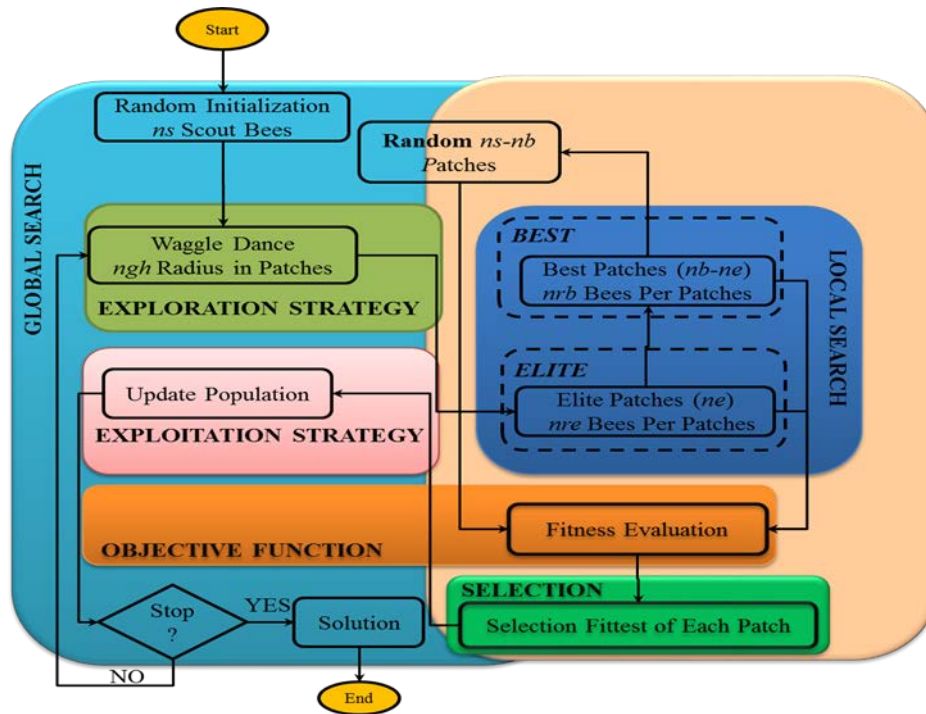 Start
Random Initialization
ns Scout Bees
Random ns-nb
Patches
GLOBAL SEARCH
Waggle Dance
ngh Radius in Patches
EXPLORATION STRATEGY
BEST
Best Patches (nb-ne)
nrb Bees Per Patches
LOCAL SEARCH
ELITE
Elite Patches (ne)
nre Bees Per Patches
Update Population
EXPLOITATION STRATEGY
Fitness Evaluation
OBJECTIVE FUNCTION
SELECTION
Selection Fittest of Each Patch
Stop
?
YES
Solution
NO
End